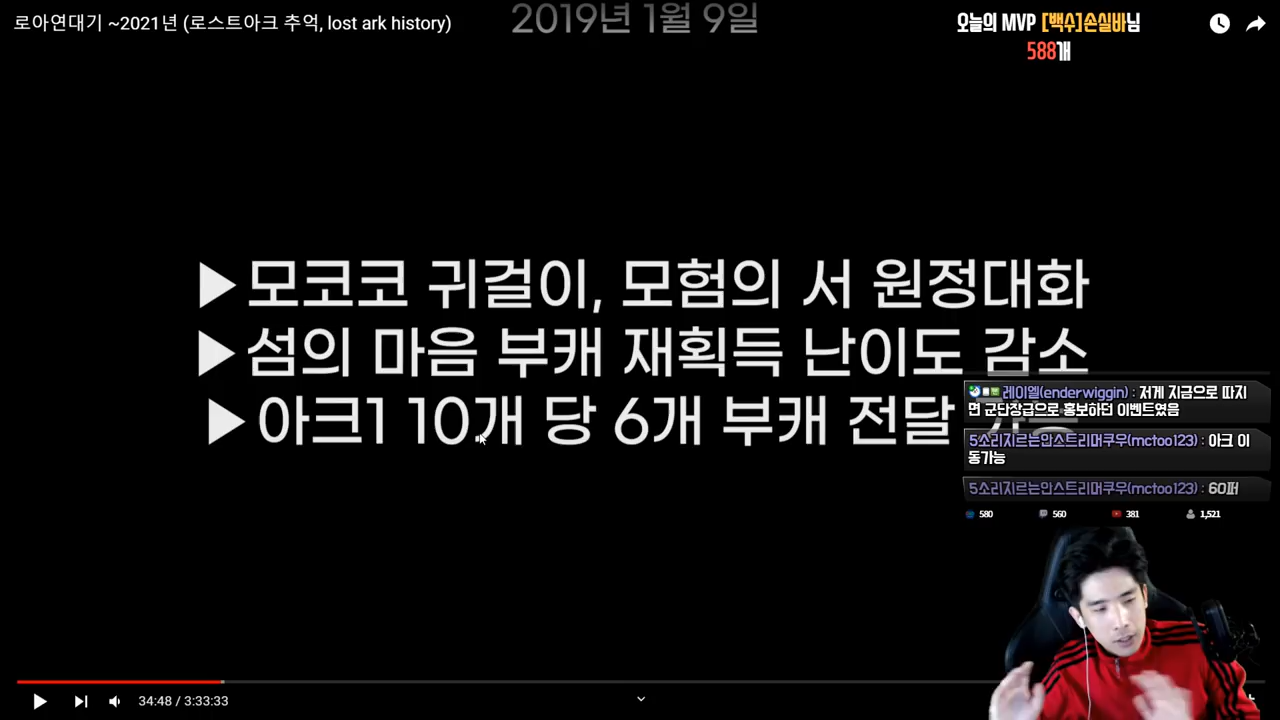 로아연대기 ~2021년 (로스트아크 추억, lost ark history)
2019년 1월 9일
오늘의 MVP [백수]손실바님
588개
▶모코코 귀걸이, 모험의 서 원정대화
▶섬의 마음 부캐 재획득 난이도 감소
▶아크1 10개 당 6개 부캐 전달
레이엘(enderwiggin) : 저게 지금으로 따지
면 군단장급으로 홍보하던 이벤트였음
5소리지르는안스트리머쿠우(mctoo123) : 아크 이
동가능
5소리지르는안스트리머쿠우(mctoo123) : 60퍼
580 560 381 1,521
34:48 / 3:33:33